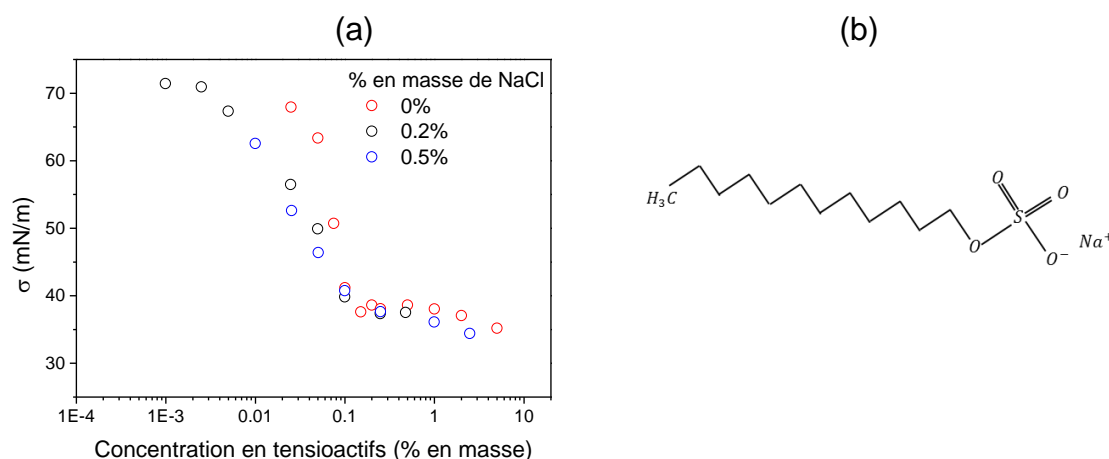 (a)
(b)
% en masse de NaCl
0%
0.2%
0.5%
70
60
50
40
30
σ (mN/m)
1E-4
1E-3
0.01
0.1
1
10
Concentration en tensioactifs (% en masse)
H₃C
O
O
S
O
O⁻
Na⁺